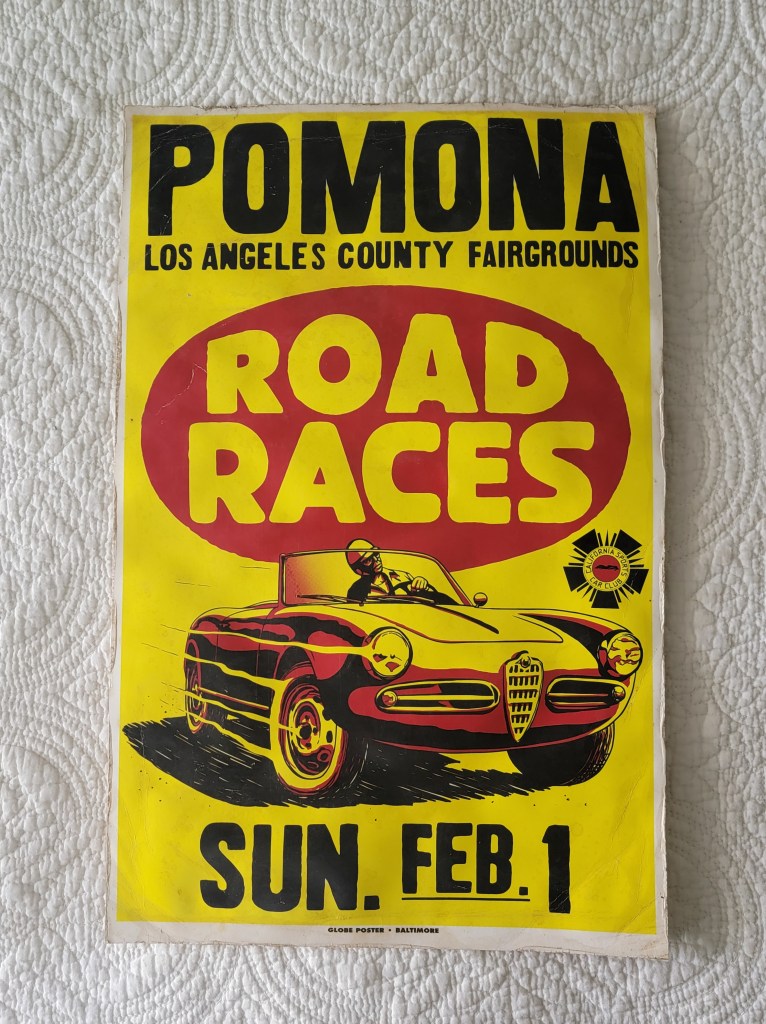 POMONA
LOS ANGELES COUNTY FAIRGROUNDS
ROAD
RACES
CALIFORNIA SPORTS
CAR CLUB
SUN. FEB. 1
GLOBE POSTER • BALTIMORE